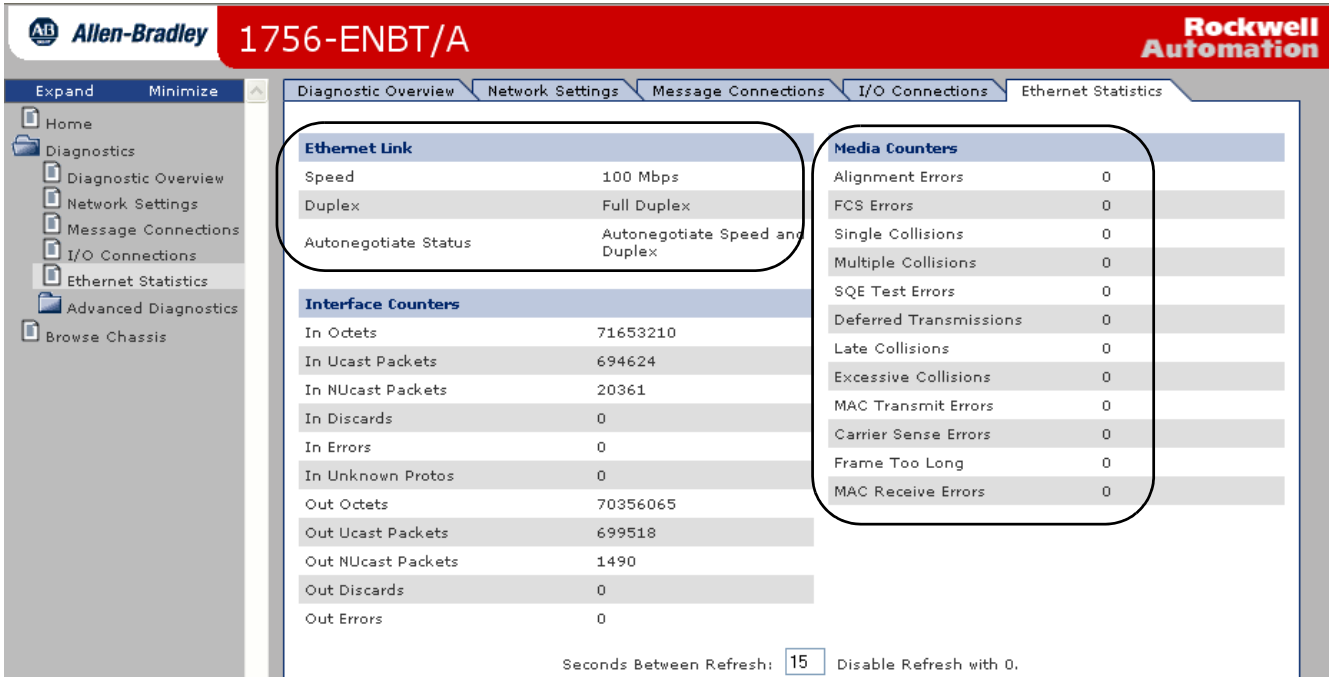 AB Allen-Bradley
1756-ENBT/A
Rockwell
Automation
Expand Minimize
Home
Diagnostics
Diagnostic Overview
Network Settings
Message Connections
I/O Connections
Ethernet Statistics
Advanced Diagnostics
Browse Chassis
Diagnostic Overview Network Settings Message Connections I/O Connections Ethernet Statistics
Ethernet Link
Speed 100 Mbps
Duplex Full Duplex
Autonegotiate Status Autonegotiate Speed and
Duplex
Interface Counters
In Octets 71653210
In Ucast Packets 694624
In NUcast Packets 20361
In Discards 0
In Errors 0
In Unknown Protos 0
Out Octets 70356065
Out Ucast Packets 699518
Out NUcast Packets 1490
Out Discards 0
Out Errors 0
Media Counters
Alignment Errors 0
FCS Errors 0
Single Collisions 0
Multiple Collisions 0
SQE Test Errors 0
Deferred Transmissions 0
Late Collisions 0
Excessive Collisions 0
MAC Transmit Errors 0
Carrier Sense Errors 0
Frame Too Long 0
MAC Receive Errors 0
Seconds Between Refresh: 15 Disable Refresh with 0.